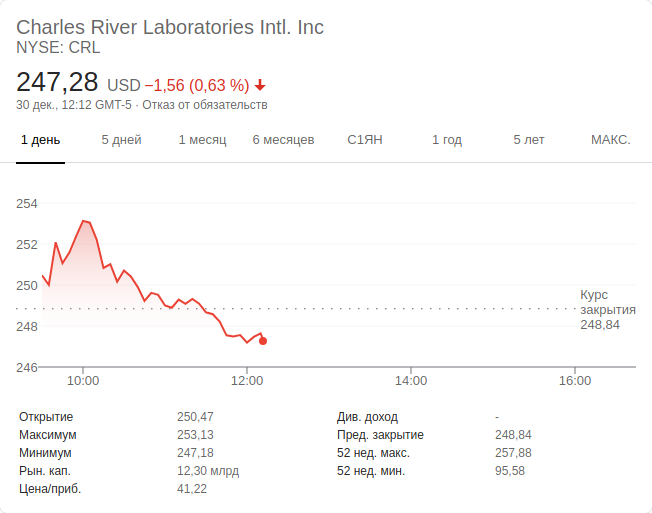 Charles River Laboratories Intl. Inc
NYSE: CRL
247,28 USD −1,56 (0,63 %)
30 дек., 12:12 GMT-5 · Отказ от обязательств
1 день 5 дней 1 месяц 6 месяцев С1ЯН 1 год 5 лет МАКС.
254
252
250
248
246
Курс
закрытия
248,84
10:00 12:00 14:00 16:00
Открытие 250,47 Див. доход -
Максимум 253,13 Пред. закрытие 248,84
Минимум 247,18 52 нед. макс. 257,88
Рын. кап. 12,30 млрд 52 нед. мин. 95,58
Цена/приб. 41,22